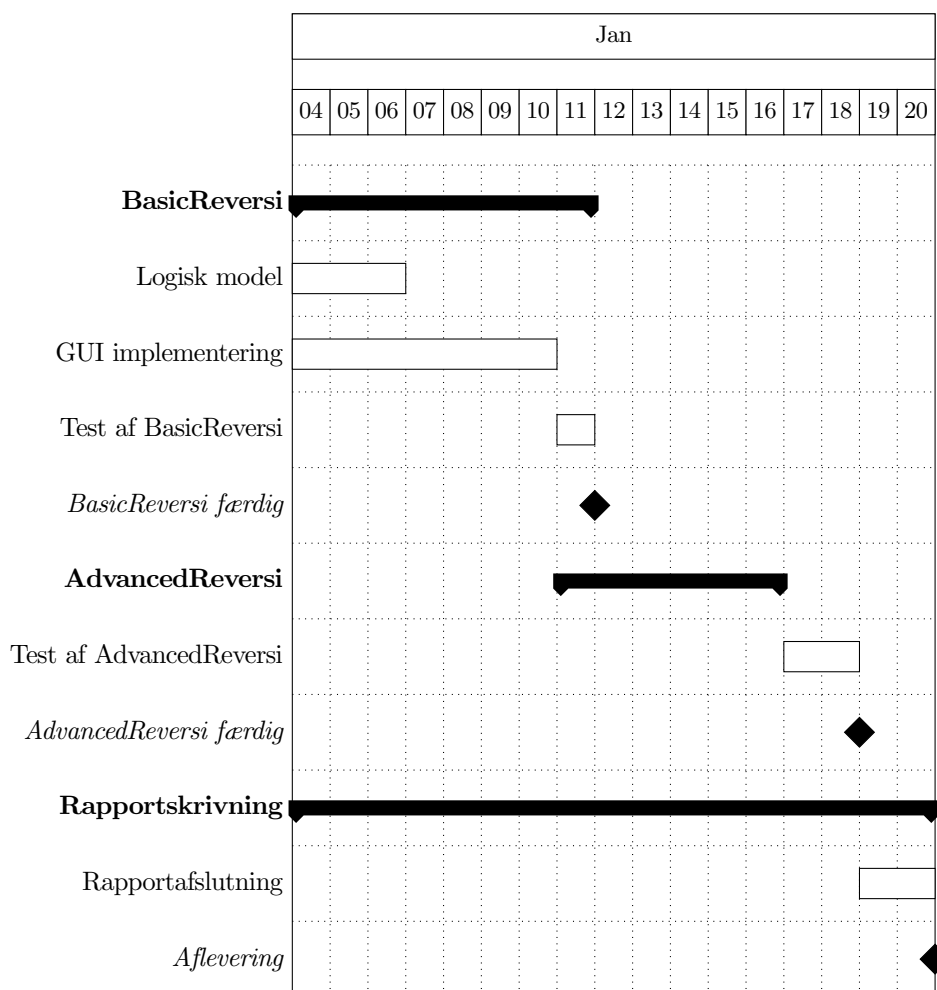 Jan
04 05 06 07 08 09 10 11 12 13 14 15 16 17 18 19 20
BasicReversi
Logisk model
GUI implementering
Test af BasicReversi
BasicReversi færdig
AdvancedReversi
Test af AdvancedReversi
AdvancedReversi færdig
Rapportskrivning
Rapportafslutning
Aflevering